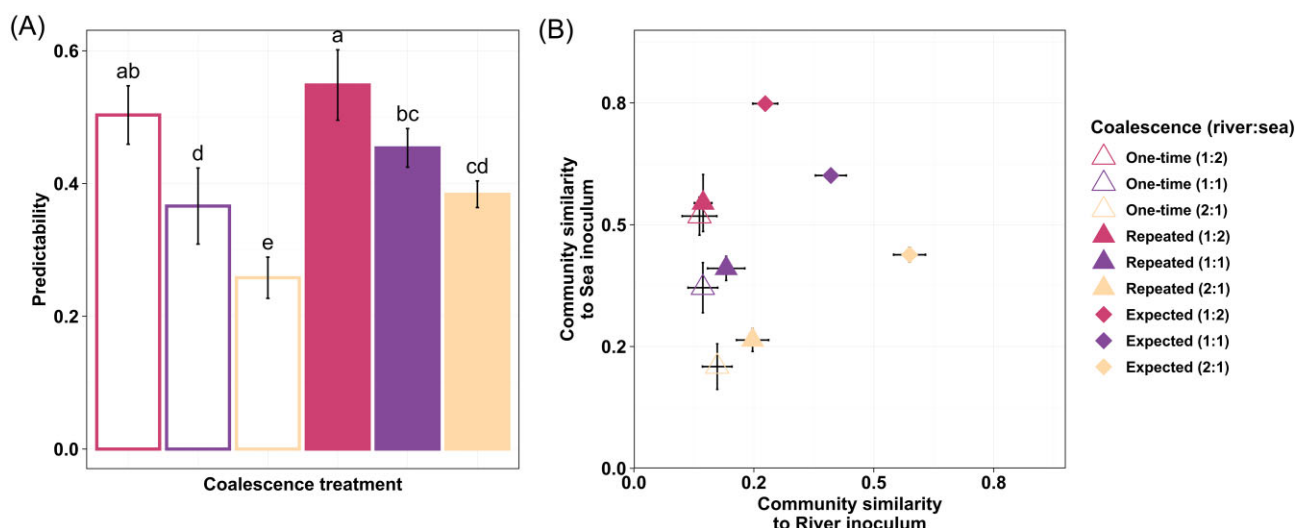 (A)
0.6
0.4
0.2
0.0
Predictability
ab
d
e
a
bc
cd
Coalescence treatment
(B)
0.8
0.5
0.2
0.0
Community similarity
to Sea inoculum
0.0
0.2
0.5
0.8
Community similarity
to River inoculum
Coalescence (river:sea)
One-time (1:2)
One-time (1:1)
One-time (2:1)
Repeated (1:2)
Repeated (1:1)
Repeated (2:1)
Expected (1:2)
Expected (1:1)
Expected (2:1)